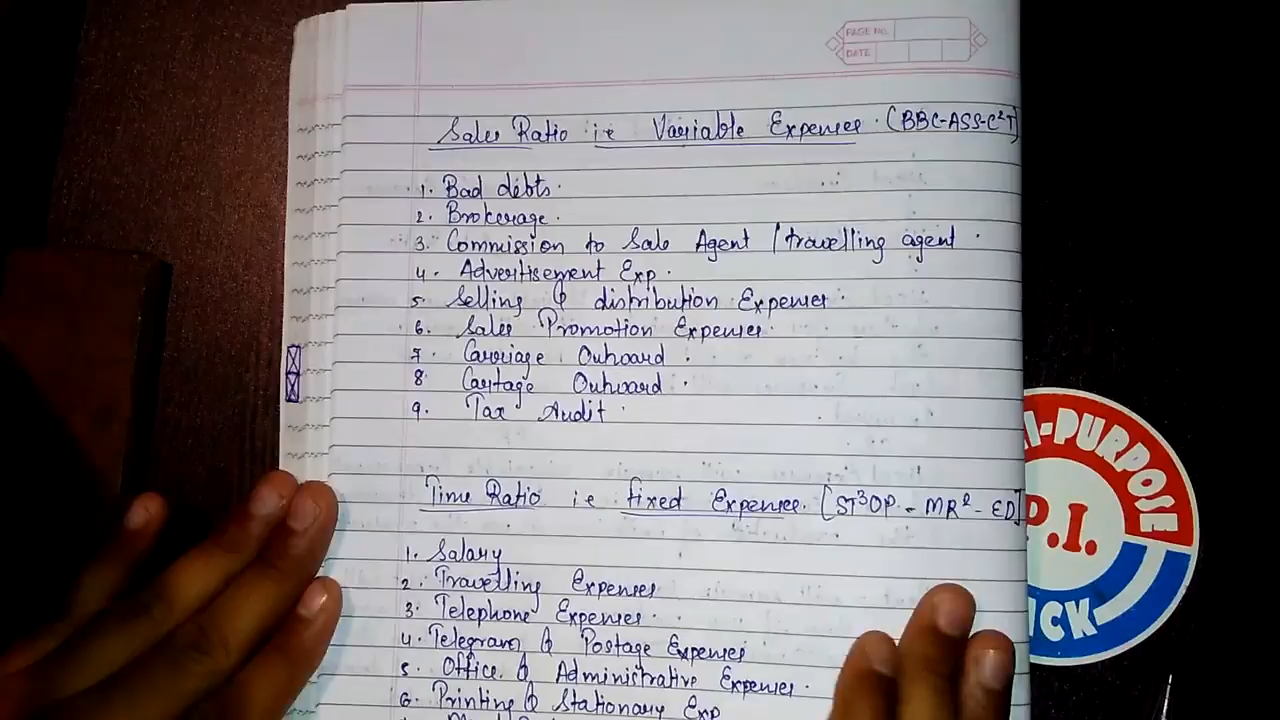 PAGE NO.
DATE
Sales Ratio i.e Variable Expenses. (BBC-ASS-C²T)
1. Bad debts.
2. Brokerage.
3. Commission to Sale Agent / travelling agent.
4. Advertisement Exp.
5. Selling & distribution Expenses.
6. Sales Promotion Expenses.
7. Carriage Outward.
8. Cartage Outward.
9. Tax Audit.
Time Ratio i.e fixed Expenses. [ST³OP - MR² - ED]
1. Salary
2. Travelling Expenses
3. Telephone Expenses.
4. Telegram & Postage Expenses
5. Office & Administrative Expenses.
6. Printing & Stationary Exp
I-PURPOSE
P.I.
ICK